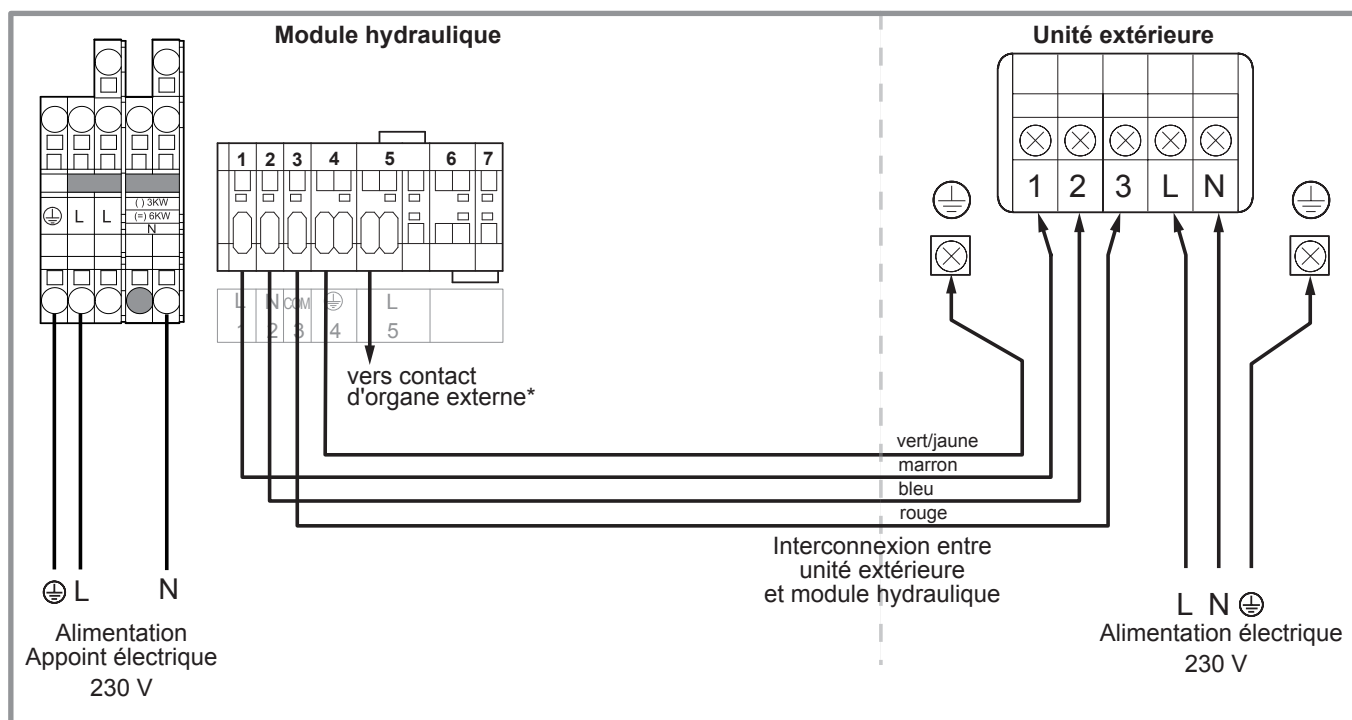 Module hydraulique
Unité extérieure
1 2 3 4 5 6 7
L L
( ) 3KW
(=) 6KW
N
L N COM L
1 2 3 4 5
1 2 3 L N
vers contact
d'organe externe*
vert/jaune
marron
bleu
rouge
Interconnexion entre
unité extérieure
et module hydraulique
L N
Alimentation
Appoint électrique
230 V
L N
Alimentation électrique
230 V